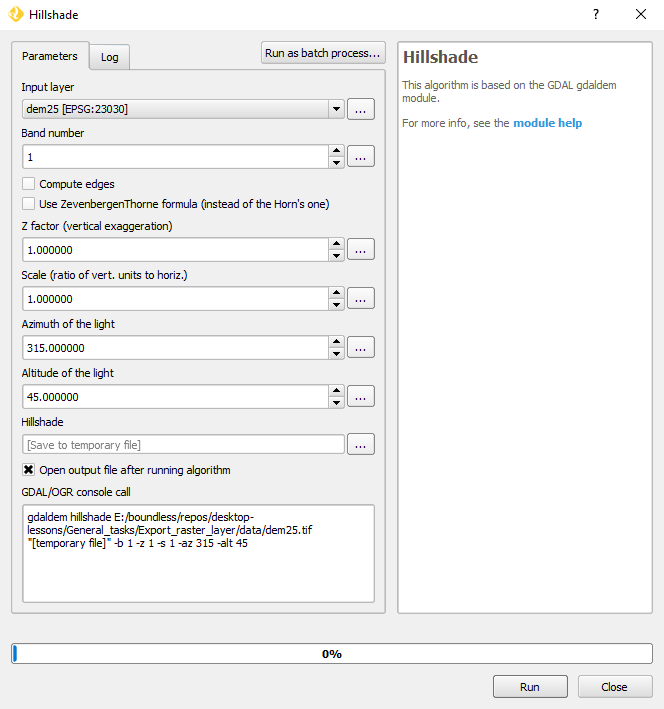 Hillshade
?
Parameters
Log
Run as batch process...
Input layer
dem25 [EPSG:23030]
...
Band number
1
...
Compute edges
Use ZevenbergenThorne formula (instead of the Horn's one)
Z factor (vertical exaggeration)
1.000000
...
Scale (ratio of vert. units to horiz.)
1.000000
...
Azimuth of the light
315.000000
...
Altitude of the light
45.000000
...
Hillshade
[Save to temporary file]
...
Open output file after running algorithm
GDAL/OGR console call
gdaldem hillshade E:/boundless/repos/desktop-
lessons/General_tasks/Export_raster_layer/data/dem25.tif
"[temporary file]" -b 1 -z 1 -s 1 -az 315 -alt 45
Hillshade
This algorithm is based on the GDAL gdaldem
module.
For more info, see the module help
0%
Run
Close